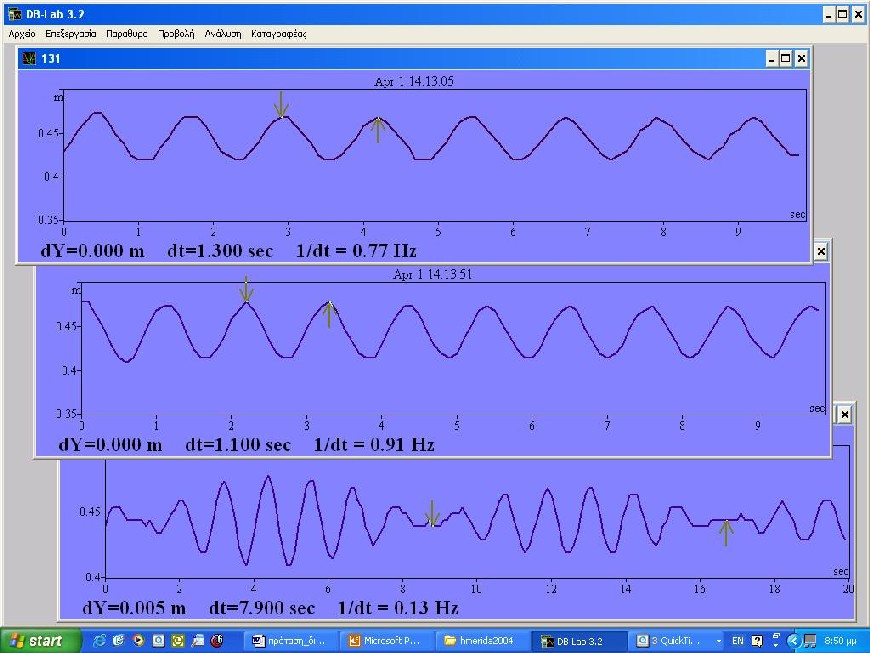 DB-Lab 3.2
Αρχείο Επεξεργασία Παράθυρο Προβολή Ανάλυση Καταγραφέας
131
Apr 1 14.13.05
m
0.45
0.4
0.35
0 1 2 3 4 5 6 7 8 9
sec
dY=0.000 m dt=1.300 sec 1/dt = 0.77 Hz
Apr 1 14.13.51
m
0.45
0.4
0.35
0 1 2 3 4 5 6 7 8 9
sec
dY=0.000 m dt=1.100 sec 1/dt = 0.91 Hz
0.45
0.4
0 2 4 6 8 10 12 14 16 18 20
sec
dY=0.005 m dt=7.900 sec 1/dt = 0.13 Hz
start
πρόταση_δι...
Microsoft P...
hmerida2004
DB Lab 3.2
3 QuickTi...
EN
8:50 μμ